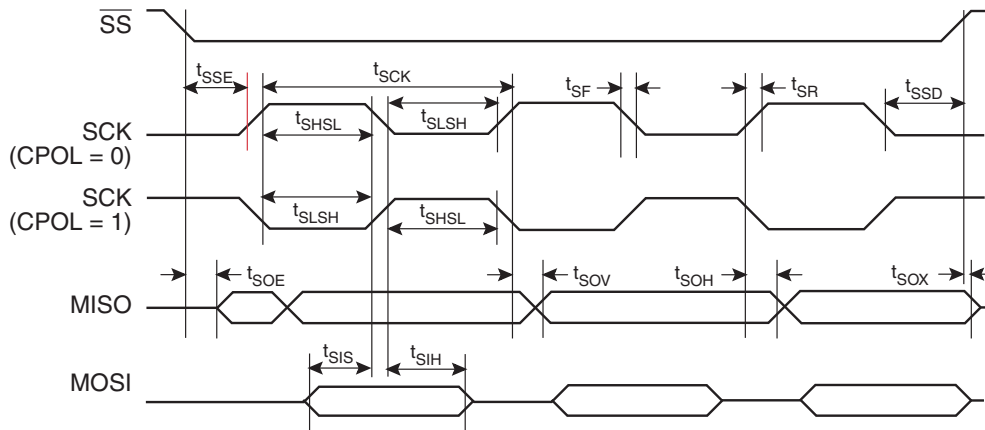 SS
tSSE
tSCK
tSF
tSR
tSSD
tSHSL
tSLSH
SCK
(CPOL = 0)
SCK
(CPOL = 1)
tSLSH
tSHSL
tSOE
tSOV
tSOH
tSOX
MISO
tSIS
tSIH
MOSI